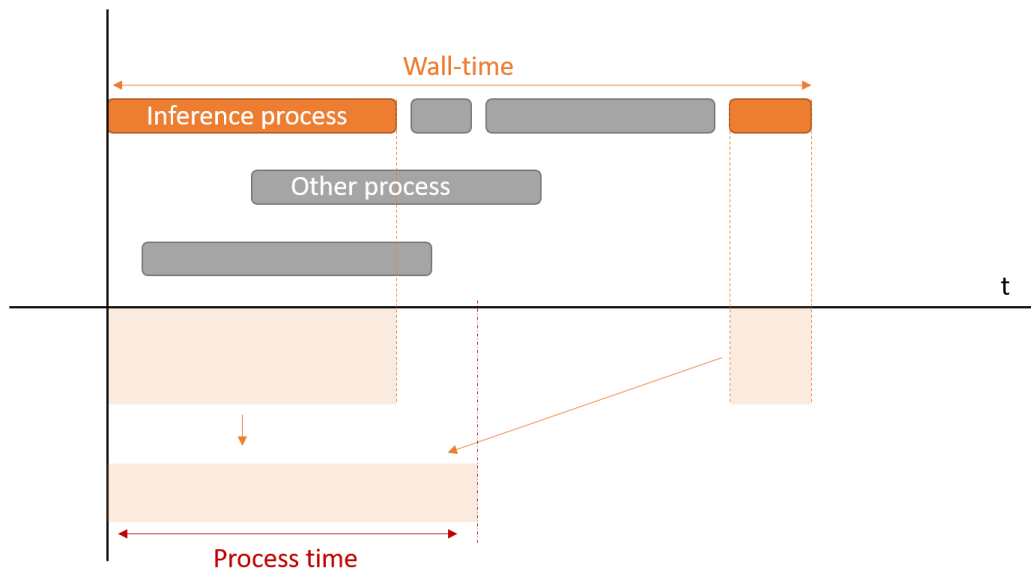 Wall-time
Inference process
Other process
t
Process time